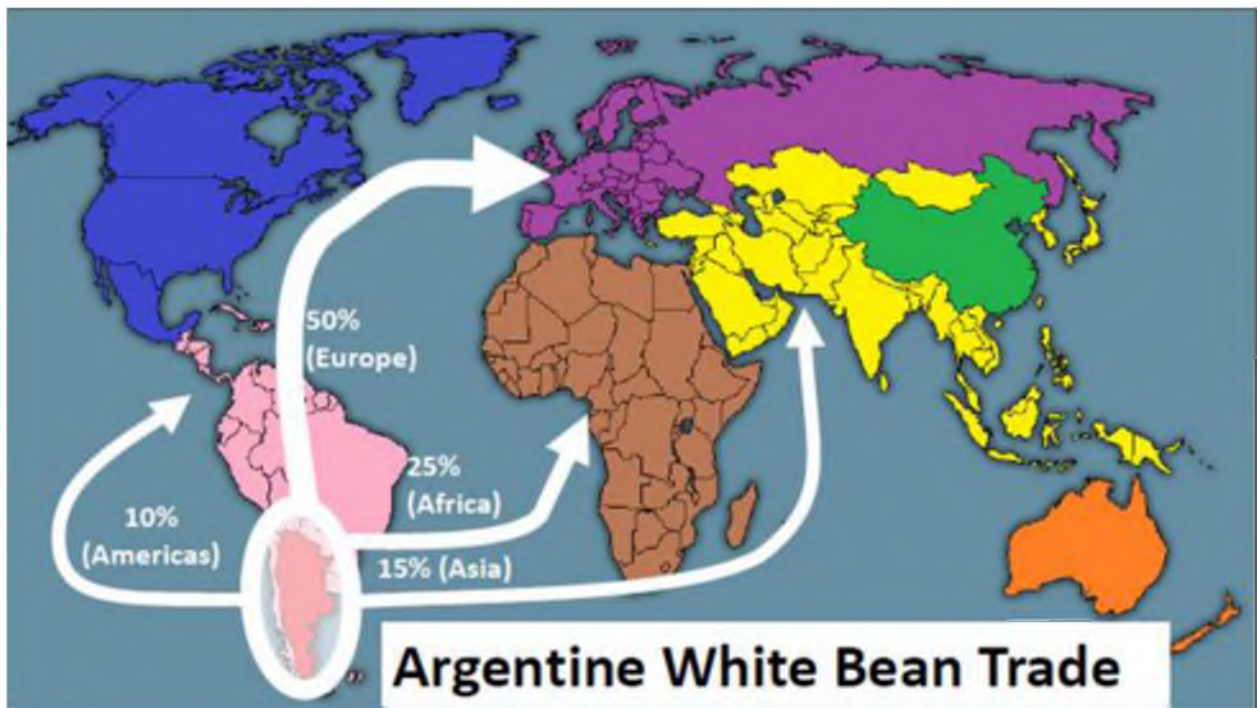 50%
(Europe)
25%
(Africa)
10%
(Americas)
15% (Asia)
Argentine White Bean Trade